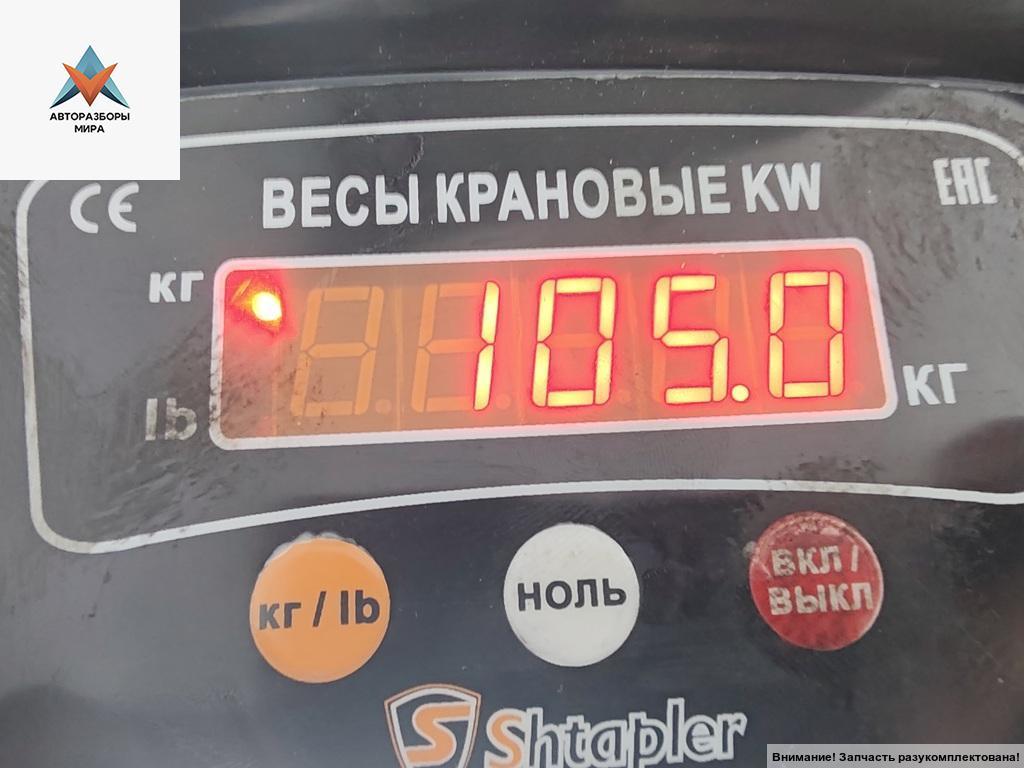 АВТОРАЗБОРЫ
МИРА
CE
ВЕСЫ КРАНОВЫЕ KW
EAC
кг
105.0
кг
lb
кг / lb
НОЛЬ
ВКЛ /
ВЫКЛ
S Shtapler
Внимание! Запчасть разукомплектована!